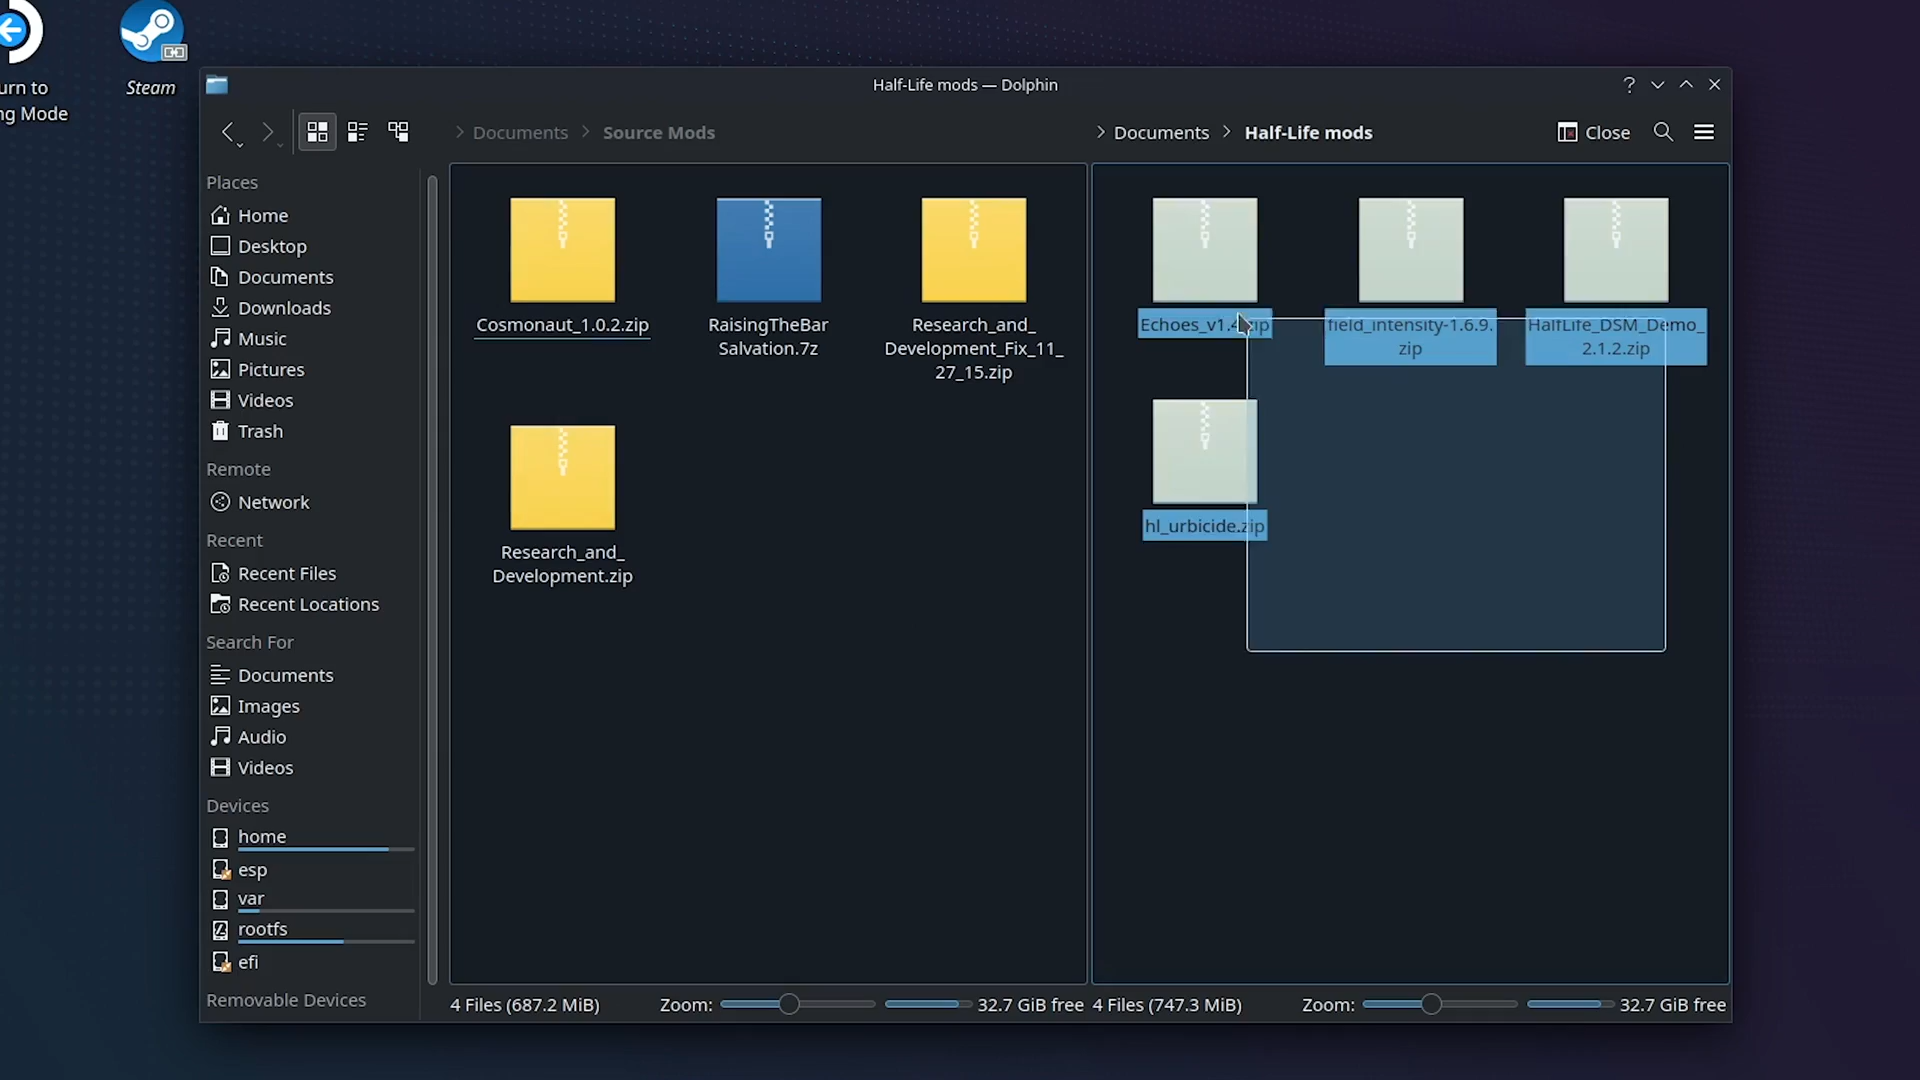 urn to
ng Mode
Steam
Half-Life mods — Dolphin
Documents
Source Mods
Documents
Half-Life mods
Close
Places
Home
Desktop
Documents
Downloads
Music
Pictures
Videos
Trash
Remote
Network
Recent
Recent Files
Recent Locations
Search For
Documents
Images
Audio
Videos
Devices
home
esp
var
rootfs
efi
Removable Devices
Cosmonaut_1.0.2.zip
RaisingTheBar
Salvation.7z
Research_and_
Development_Fix_11_
27_15.zip
Research_and_
Development.zip
Echoes_v1.4.zip
field_intensity-1.6.9.
zip
HalfLife_DSM_Demo_
2.1.2.zip
hl_urbicide.zip
4 Files (687.2 MiB)
Zoom:
32.7 GiB free
4 Files (747.3 MiB)
Zoom:
32.7 GiB free